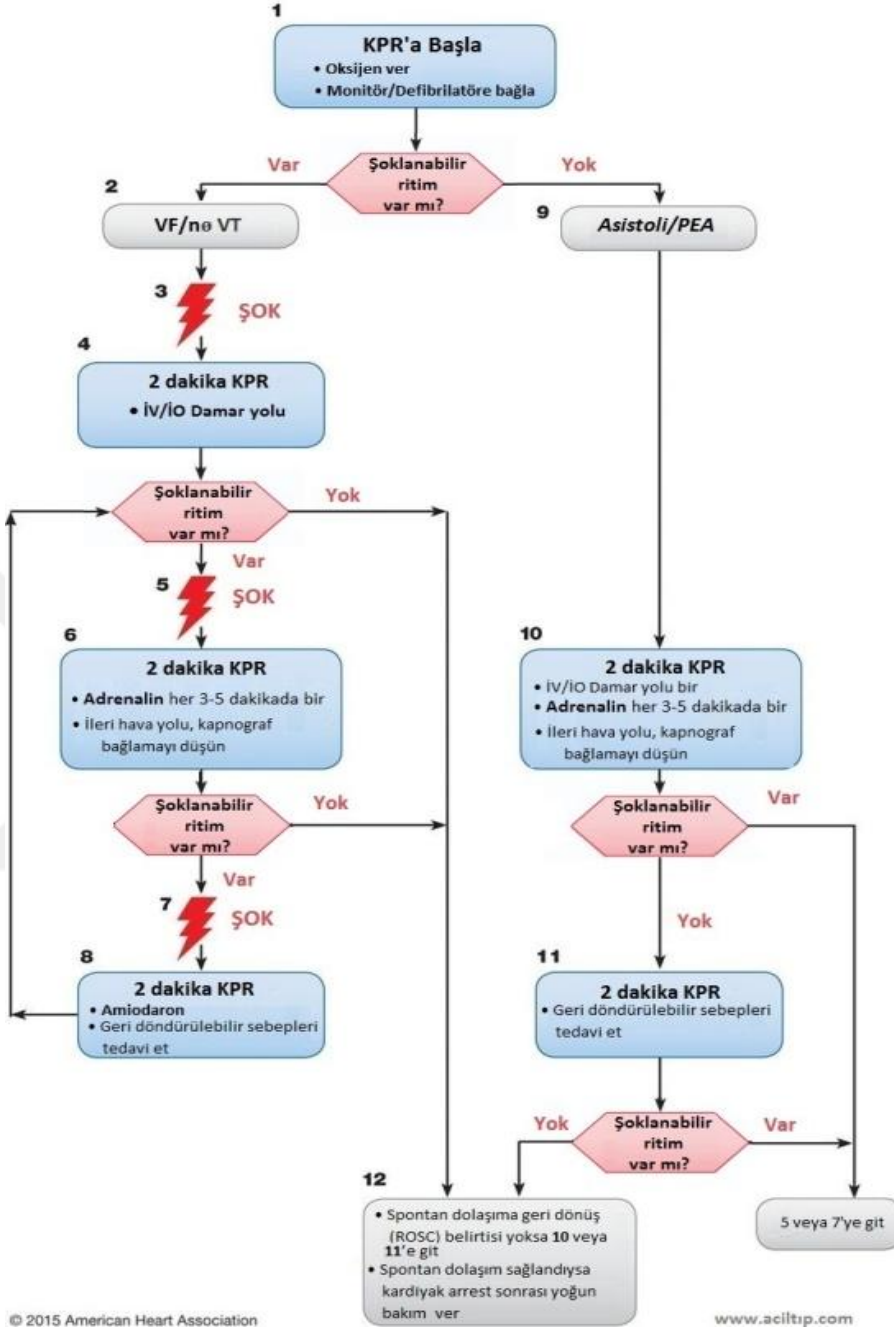 1
KPR'a Başla
• Oksijen ver
• Monitör/Defibrilatöre bağla
Şoklanabilir
ritim
var mı?
Var
Yok
2
VF/nө VT
9
Asistoli/PEA
3
ŞOK
4
2 dakika KPR
• İV/İO Damar yolu
Şoklanabilir
ritim
var mı?
Yok
Var
5
ŞOK
6
2 dakika KPR
• Adrenalin her 3-5 dakikada bir
• İleri hava yolu, kapnograf
bağlamayı düşün
10
2 dakika KPR
• İV/İO Damar yolu bir
• Adrenalin her 3-5 dakikada bir
• İleri hava yolu, kapnograf
bağlamayı düşün
Şoklanabilir
ritim
var mı?
Yok
Var
Şoklanabilir
ritim
var mı?
Var
Yok
7
ŞOK
8
2 dakika KPR
• Amiodaron
• Geri döndürülebilir sebepleri
tedavi et
11
2 dakika KPR
• Geri döndürülebilir sebepleri
tedavi et
Şoklanabilir
ritim
var mı?
Yok
Var
12
• Spontan dolaşıma geri dönüş
(ROSC) belirtisi yoksa 10 veya
11'e git
• Spontan dolaşım sağlandıysa
kardiyak arrest sonrası yoğun
bakım ver
5 veya 7'ye git
© 2015 American Heart Association
www.aciltıp.com